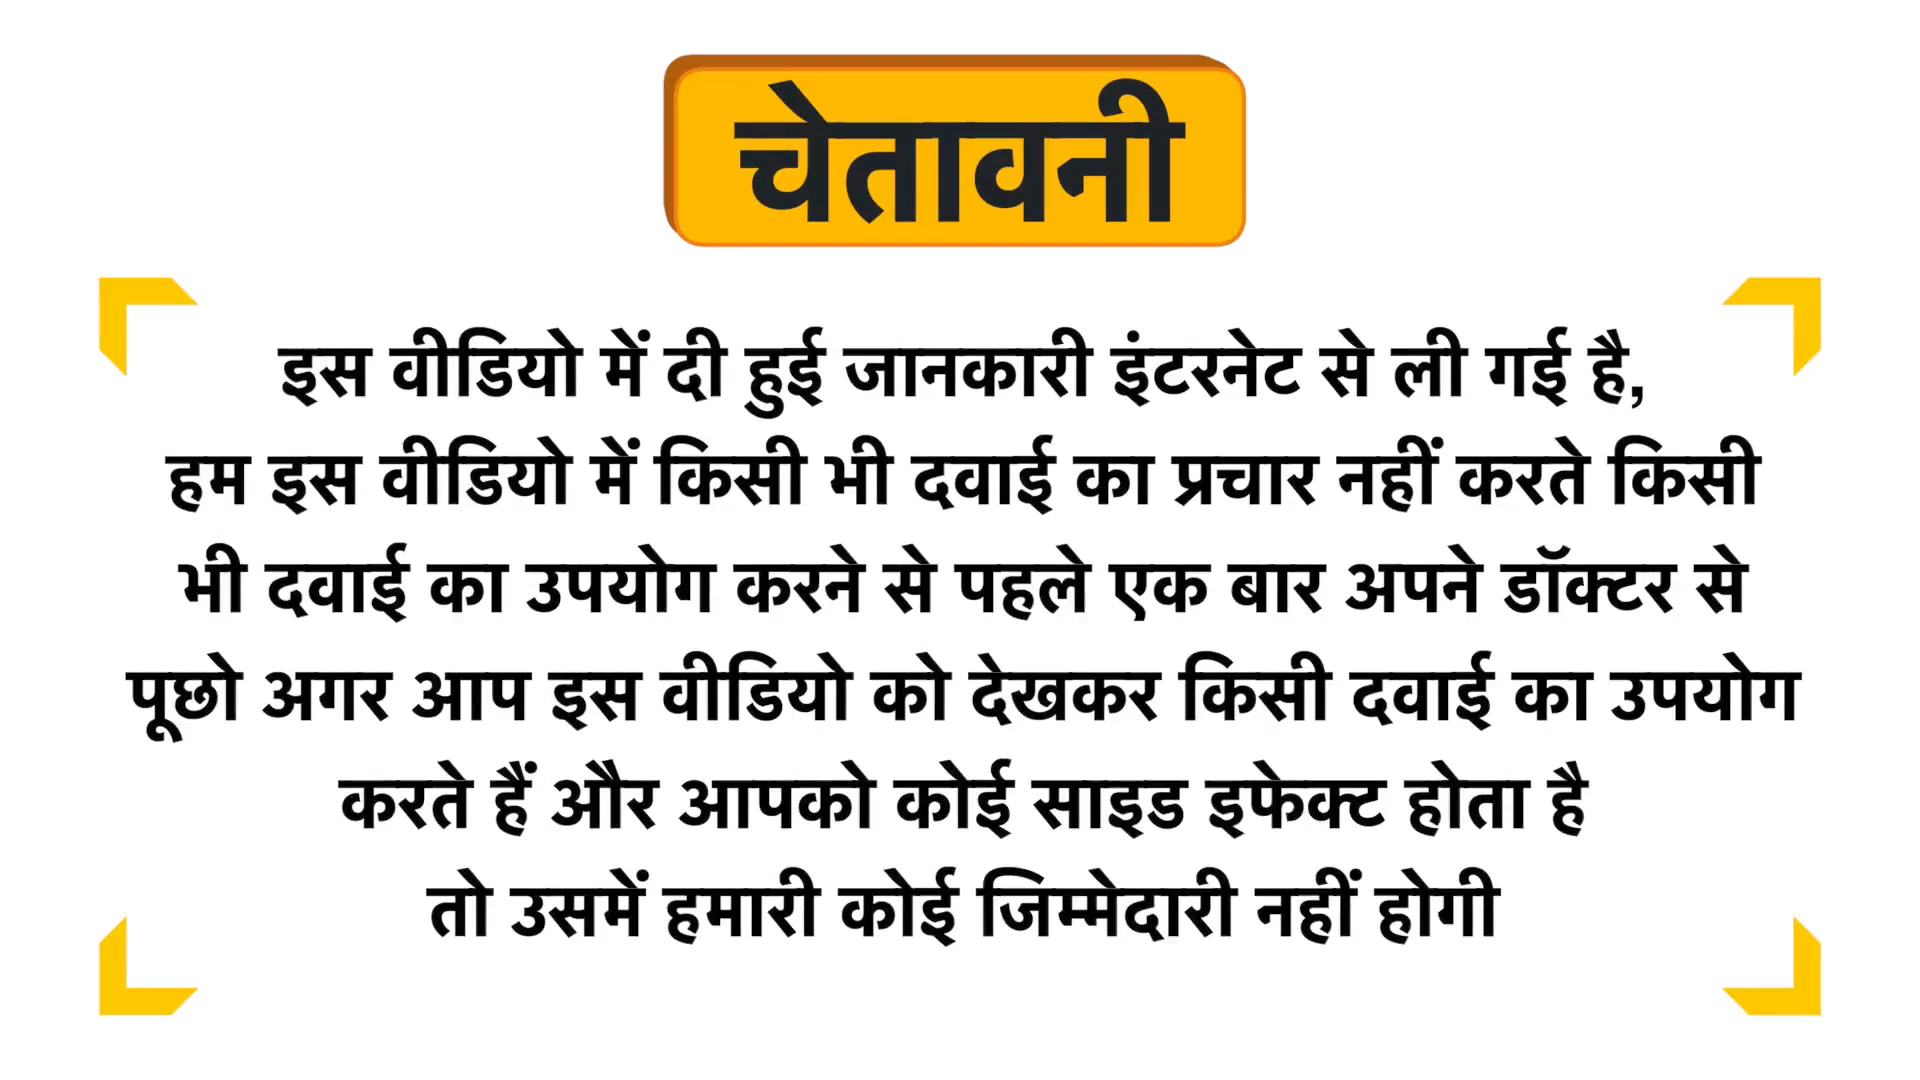 चेतावनी
इस वीडियो में दी हुई जानकारी इंटरनेट से ली गई है,
हम इस वीडियो में किसी भी दवाई का प्रचार नहीं करते किसी
भी दवाई का उपयोग करने से पहले एक बार अपने डॉक्टर से
पूछो अगर आप इस वीडियो को देखकर किसी दवाई का उपयोग
करते हैं और आपको कोई साइड इफेक्ट होता है
तो उसमें हमारी कोई जिम्मेदारी नहीं होगी